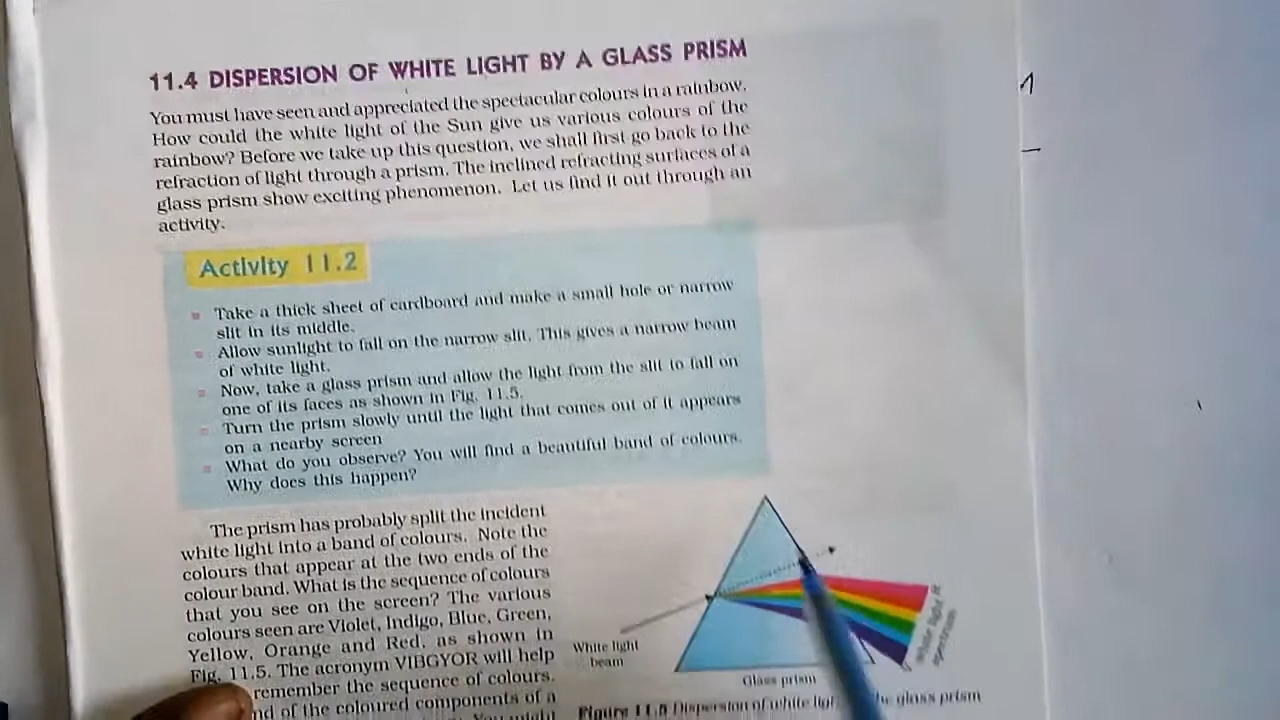 11.4 DISPERSION OF WHITE LIGHT BY A GLASS PRISM
You must have seen and appreciated the spectacular colours in a rainbow.
How could the white light of the Sun give us various colours of the
rainbow? Before we take up this question, we shall first go back to the
refraction of light through a prism. The inclined refracting surfaces of a
glass prism show exciting phenomenon. Let us find it out through an
activity.
Activity 11.2
Take a thick sheet of cardboard and make a small hole or narrow
slit in its middle.
Allow sunlight to fall on the narrow slit. This gives a narrow beam
of white light.
Now, take a glass prism and allow the light from the slit to fall on
one of its faces as shown in Fig. 11.5.
Turn the prism slowly until the light that comes out of it appears
on a nearby screen
What do you observe? You will find a beautiful band of colours.
Why does this happen?
The prism has probably split the incident
white light into a band of colours. Note the
colours that appear at the two ends of the
colour band. What is the sequence of colours
that you see on the screen? The various
colours seen are Violet, Indigo, Blue, Green,
Yellow, Orange and Red, as shown in
Fig. 11.5. The acronym VIBGYOR will help
remember the sequence of colours.
of the coloured components of a
You might
White light
beam
Glass prism
White light
spectrum
Figure 11.5 Dispersion of white glass prism